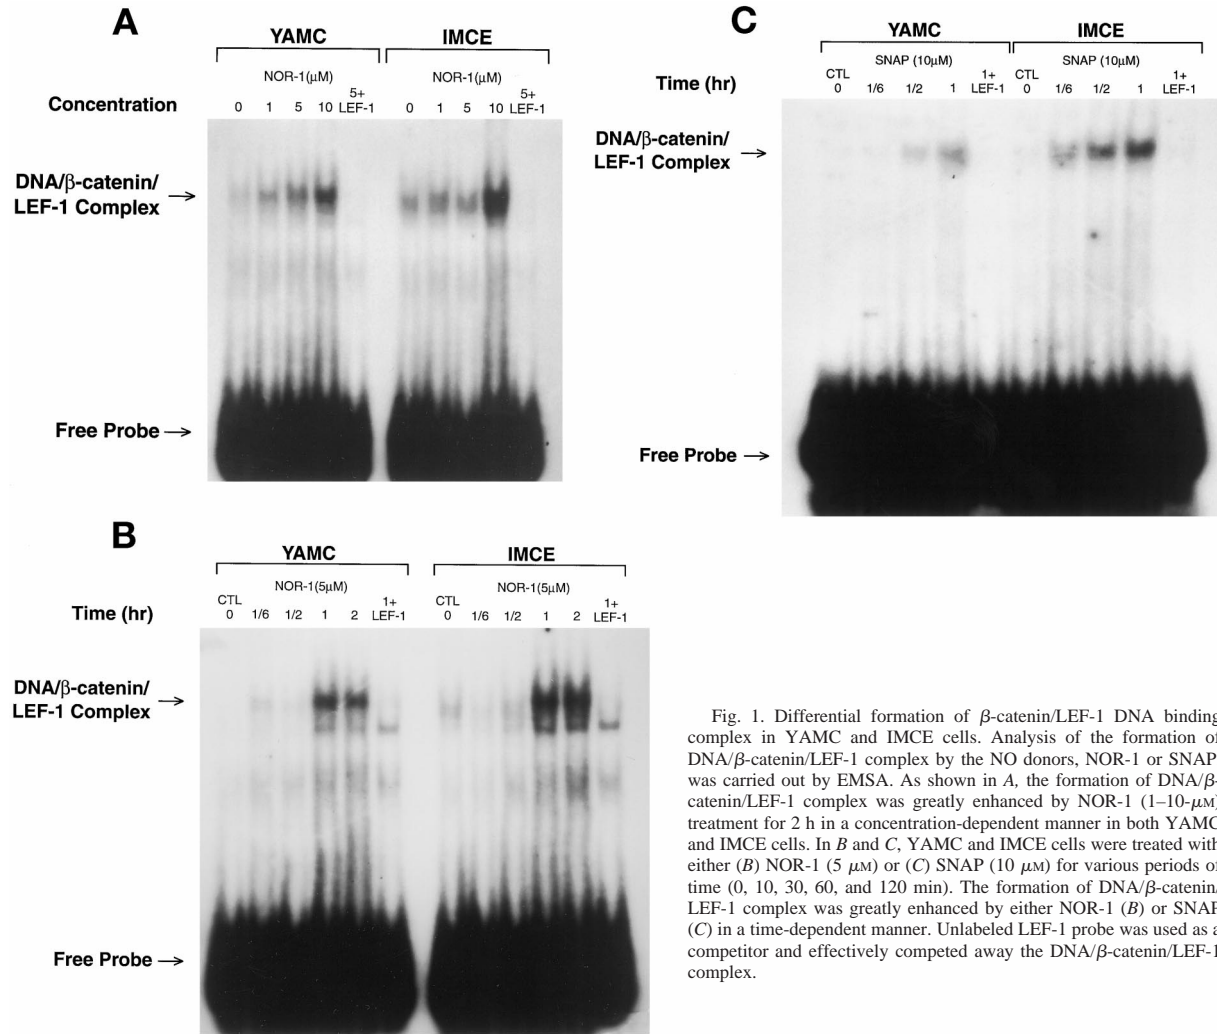 A
YAMC IMCE
NOR-1(μM) NOR-1(μM)
Concentration 0 1 5 10 5+ LEF-1 0 1 5 10 5+ LEF-1
DNA/β-catenin/
LEF-1 Complex →
Free Probe →
B
YAMC IMCE
NOR-1(5μM) NOR-1(5μM)
Time (hr) CTL 0 1/6 1/2 1 2 1+ LEF-1 CTL 0 1/6 1/2 1 2 1+ LEF-1
DNA/β-catenin/
LEF-1 Complex →
Free Probe →
C
YAMC IMCE
SNAP (10μM) SNAP (10μM)
Time (hr) CTL 0 1/6 1/2 1 1+ LEF-1 CTL 0 1/6 1/2 1 1+ LEF-1
DNA/β-catenin/
LEF-1 Complex →
Free Probe →
Fig. 1. Differential formation of β-catenin/LEF-1 DNA binding
complex in YAMC and IMCE cells. Analysis of the formation of
DNA/β-catenin/LEF-1 complex by the NO donors, NOR-1 or SNAP
was carried out by EMSA. As shown in A, the formation of DNA/β-
catenin/LEF-1 complex was greatly enhanced by NOR-1 (1–10-μM)
treatment for 2 h in a concentration-dependent manner in both YAMC
and IMCE cells. In B and C, YAMC and IMCE cells were treated with
either (B) NOR-1 (5 μM) or (C) SNAP (10 μM) for various periods of
time (0, 10, 30, 60, and 120 min). The formation of DNA/β-catenin/
LEF-1 complex was greatly enhanced by either NOR-1 (B) or SNAP
(C) in a time-dependent manner. Unlabeled LEF-1 probe was used as a
competitor and effectively competed away the DNA/β-catenin/LEF-1
complex.